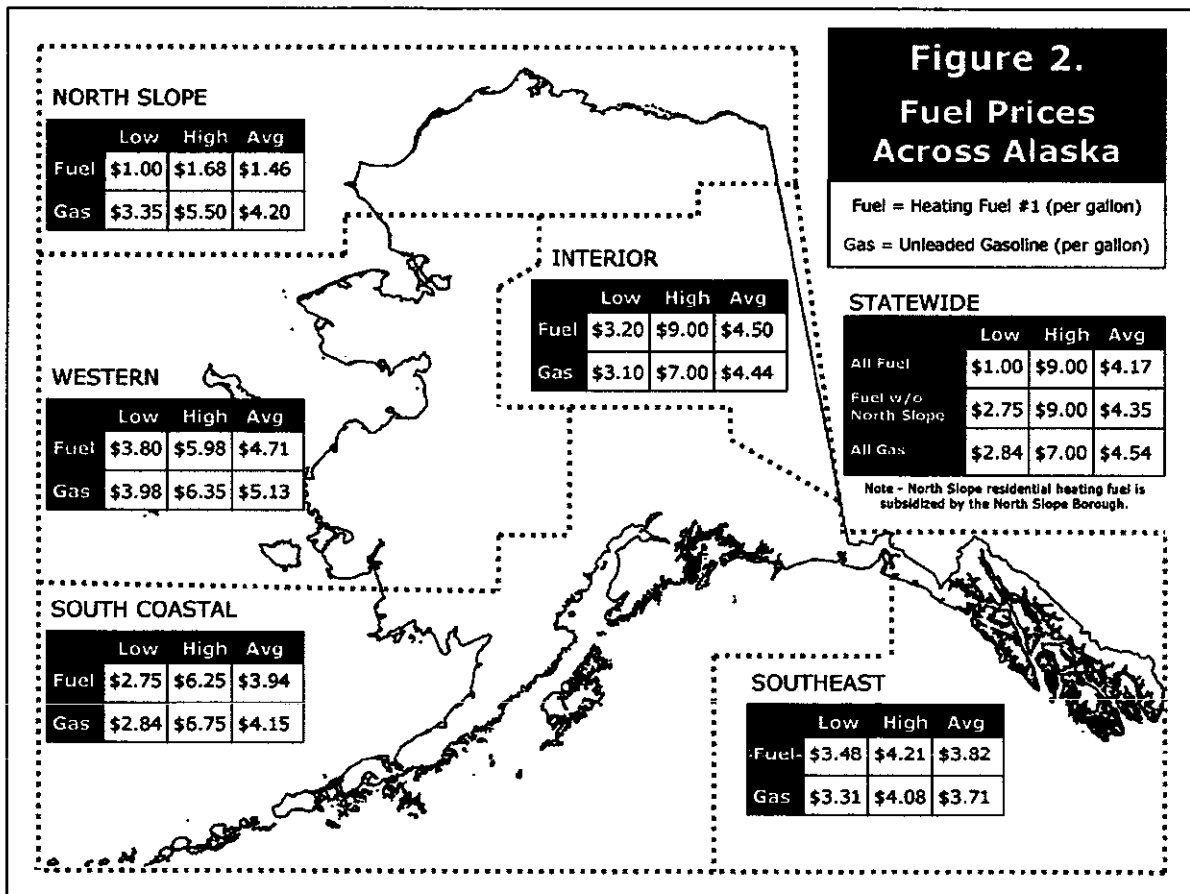 Figure 2.
Fuel Prices
Across Alaska
Fuel = Heating Fuel #1 (per gallon)
Gas = Unleaded Gasoline (per gallon)
NORTH SLOPE
Low High Avg
Fuel $1.00 $1.68 $1.46
Gas $3.35 $5.50 $4.20
INTERIOR
Low High Avg
Fuel $3.20 $9.00 $4.50
Gas $3.10 $7.00 $4.44
STATEWIDE
Low High Avg
All Fuel $1.00 $9.00 $4.17
Fuel w/o
North Slope $2.75 $9.00 $4.35
All Gas $2.84 $7.00 $4.54
Note - North Slope residential heating fuel is
subsidized by the North Slope Borough.
WESTERN
Low High Avg
Fuel $3.80 $5.98 $4.71
Gas $3.98 $6.35 $5.13
SOUTH COASTAL
Low High Avg
Fuel $2.75 $6.25 $3.94
Gas $2.84 $6.75 $4.15
SOUTHEAST
Low High Avg
Fuel $3.48 $4.21 $3.82
Gas $3.31 $4.08 $3.71